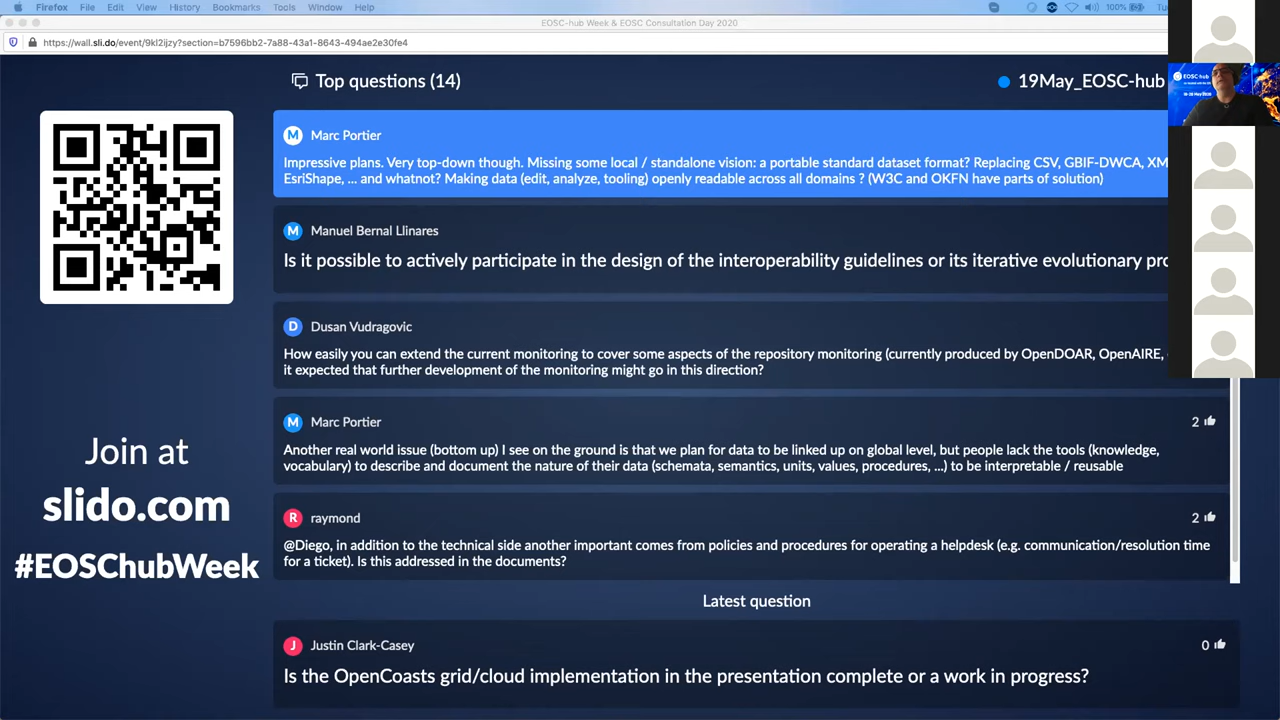 Firefox File Edit View History Bookmarks Tools Window Help
100%
EOSC-hub Week & EOSC Consultation Day 2020
https://wall.sli.do/event/9kl2ijzy?section=b7596bb2-7a88-43a1-8643-494ae2e30fe4
Top questions (14)
19May_EOSC-hub
EOSC-hub
M Marc Portier
Impressive plans. Very top-down though. Missing some local / standalone vision: a portable standard dataset format? Replacing CSV, GBIF-DWCA, XM
EsriShape, ... and whatnot? Making data (edit, analyze, tooling) openly readable across all domains ? (W3C and OKFN have parts of solution)
M Manuel Bernal Llinares
Is it possible to actively participate in the design of the interoperability guidelines or its iterative evolutionary pro
D Dusan Vudragovic
How easily you can extend the current monitoring to cover some aspects of the repository monitoring (currently produced by OpenDOAR, OpenAIRE,
it expected that further development of the monitoring might go in this direction?
M Marc Portier 2
Another real world issue (bottom up) I see on the ground is that we plan for data to be linked up on global level, but people lack the tools (knowledge,
vocabulary) to describe and document the nature of their data (schemata, semantics, units, values, procedures, ...) to be interpretable / reusable
R raymond 2
@Diego, in addition to the technical side another important comes from policies and procedures for operating a helpdesk (e.g. communication/resolution time
for a ticket). Is this addressed in the documents?
Latest question
J Justin Clark-Casey 0
Is the OpenCoasts grid/cloud implementation in the presentation complete or a work in progress?
Join at
slido.com
#EOSChubWeek